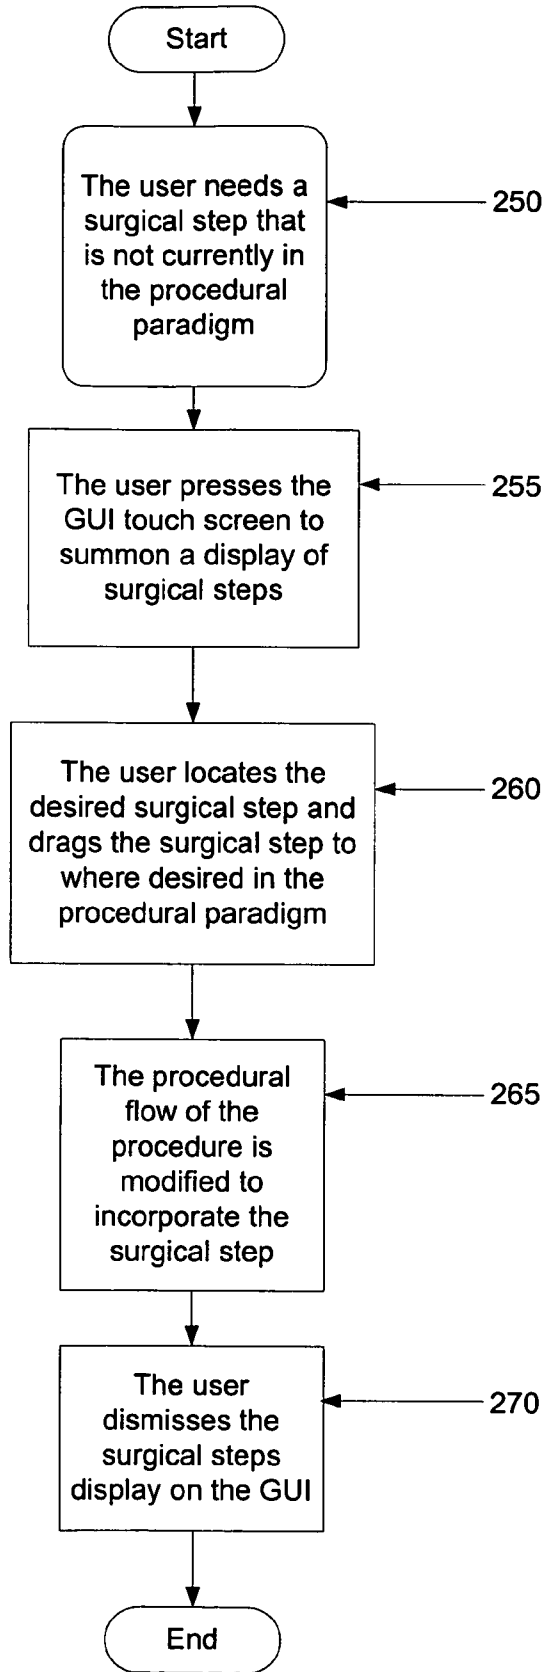 Start
The user needs a
surgical step that
is not currently in
the procedural
paradigm
250
The user presses the
GUI touch screen to
summon a display of
surgical steps
255
The user locates the
desired surgical step and
drags the surgical step to
where desired in the
procedural paradigm
260
The procedural
flow of the
procedure is
modified to
incorporate the
surgical step
265
The user
dismisses the
surgical steps
display on the GUI
270
End